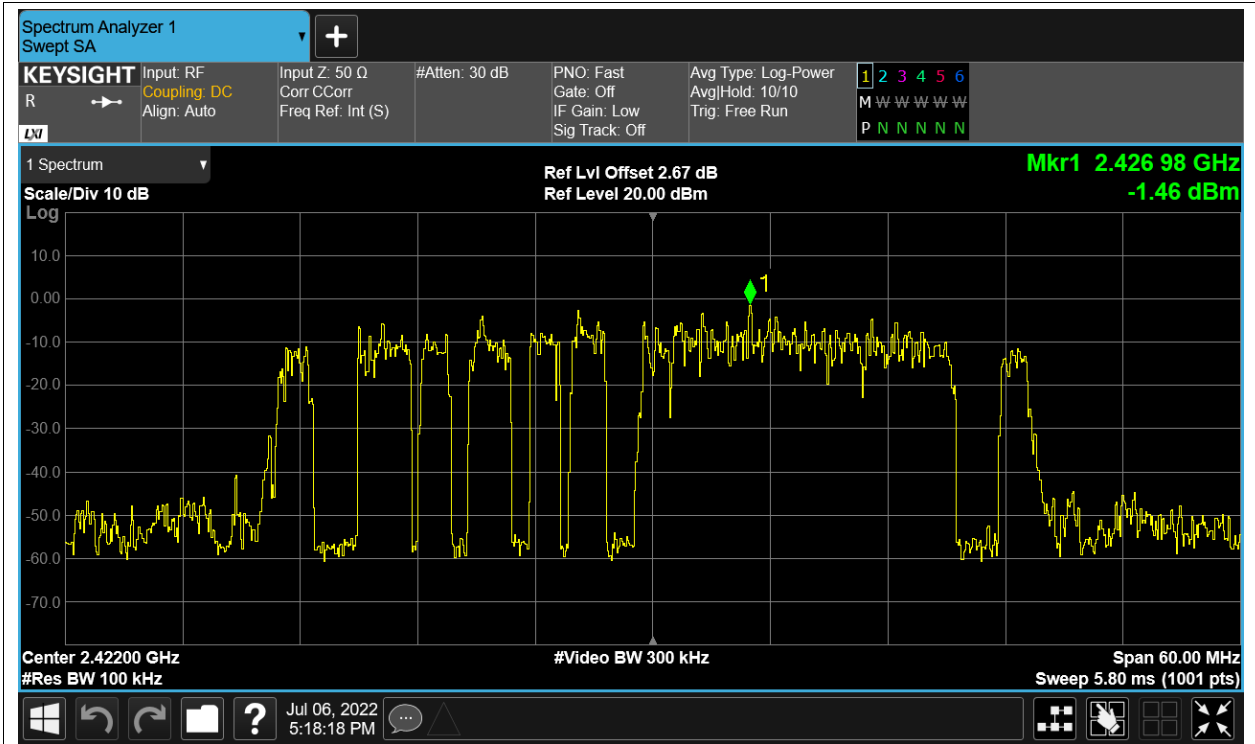 Spectrum Analyzer 1
Swept SA
KEYSIGHT
R
LXI
Input: RF
Coupling: DC
Align: Auto
Input Z: 50 Ω
Corr CCorr
Freq Ref: Int (S)
#Atten: 30 dB
PNO: Fast
Gate: Off
IF Gain: Low
Sig Track: Off
Avg Type: Log-Power
Avg|Hold: 10/10
Trig: Free Run
1 2 3 4 5 6
M W W W W W
P N N N N N
1 Spectrum
Scale/Div 10 dB
Log
Ref Lvl Offset 2.67 dB
Ref Level 20.00 dBm
Mkr1 2.426 98 GHz
-1.46 dBm
1
10.0
0.00
-10.0
-20.0
-30.0
-40.0
-50.0
-60.0
-70.0
Center 2.42200 GHz
#Res BW 100 kHz
#Video BW 300 kHz
Span 60.00 MHz
Sweep 5.80 ms (1001 pts)
?
Jul 06, 2022
5:18:18 PM